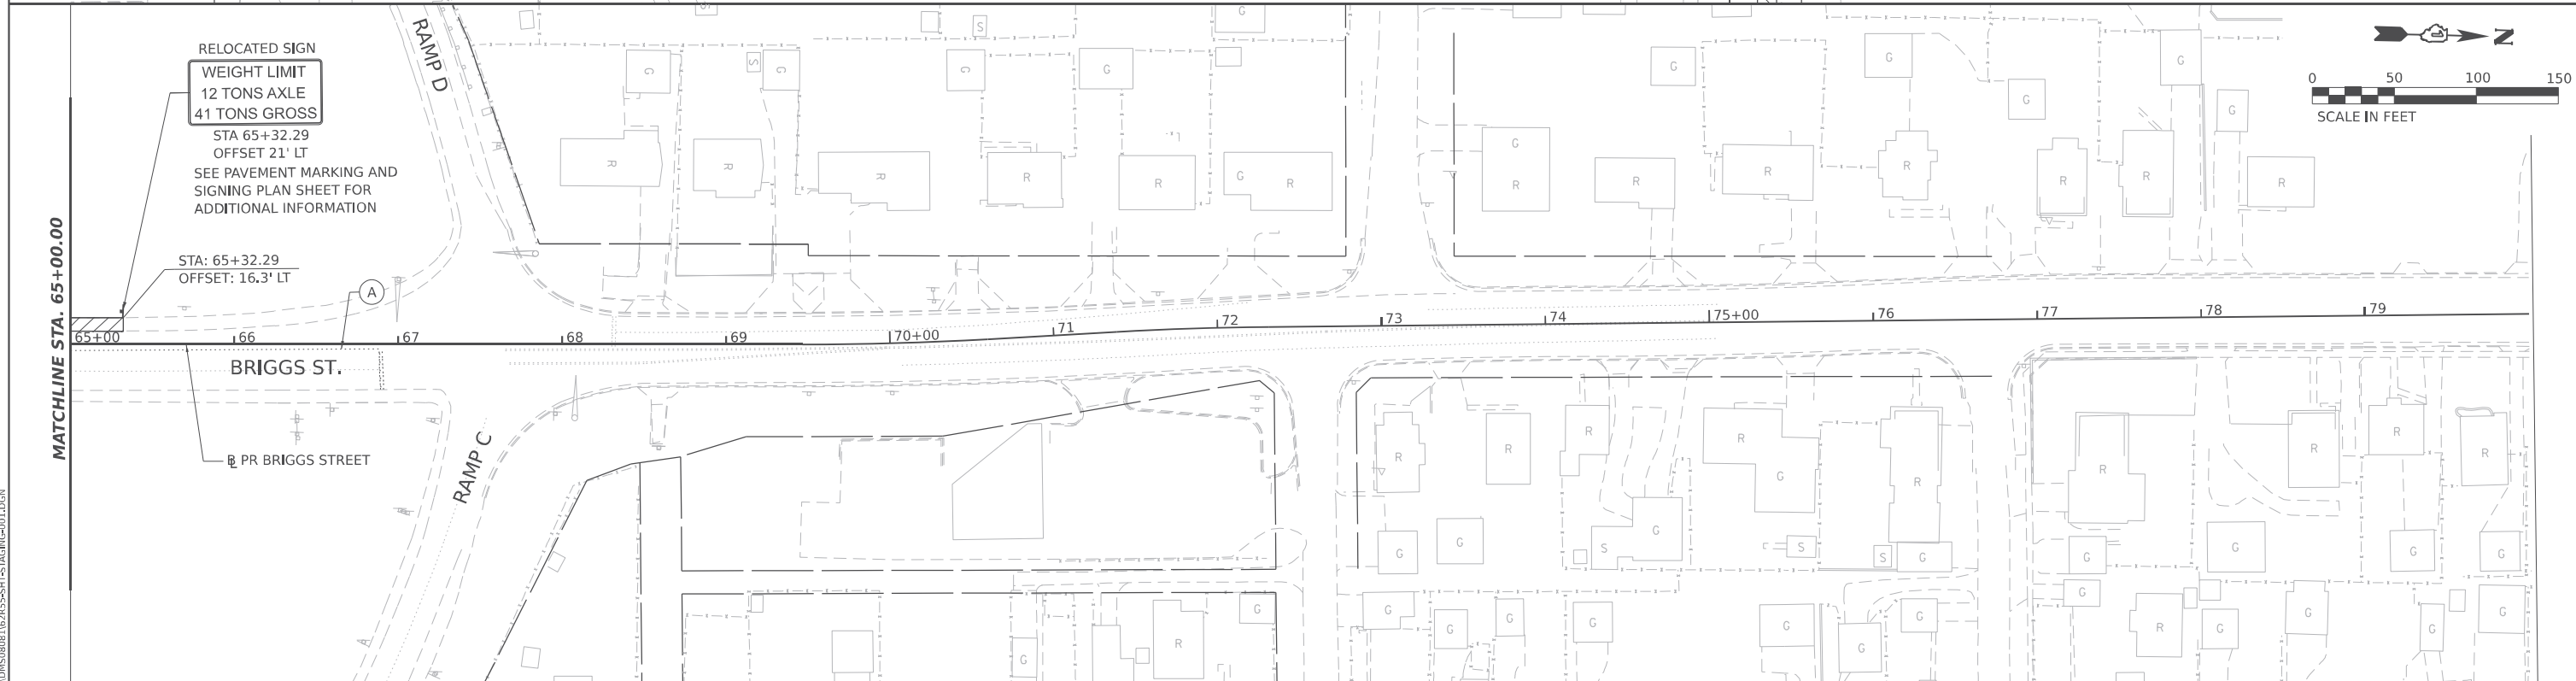 RELOCATED SIGN
WEIGHT LIMIT
12 TONS AXLE
41 TONS GROSS
STA 65+32.29
OFFSET 21' LT
SEE PAVEMENT MARKING AND
SIGNING PLAN SHEET FOR
ADDITIONAL INFORMATION
STA: 65+32.29
OFFSET: 16.3' LT
A
MATCHLINE STA. 65+00.00
RAMP D
N
0 50 100 150
SCALE IN FEET
65+00 66 67 68 69 70+00 71 72 73 74 75+00 76 77 78 79
BRIGGS ST.
BL PR BRIGGS STREET
RAMP C
G S
S G G G G
G G G G G
R R R R R G R
G R R R R R R R
R R R R G R R R R R
G G S G S S G G G G G
G R G G G G G G G G R G G G G